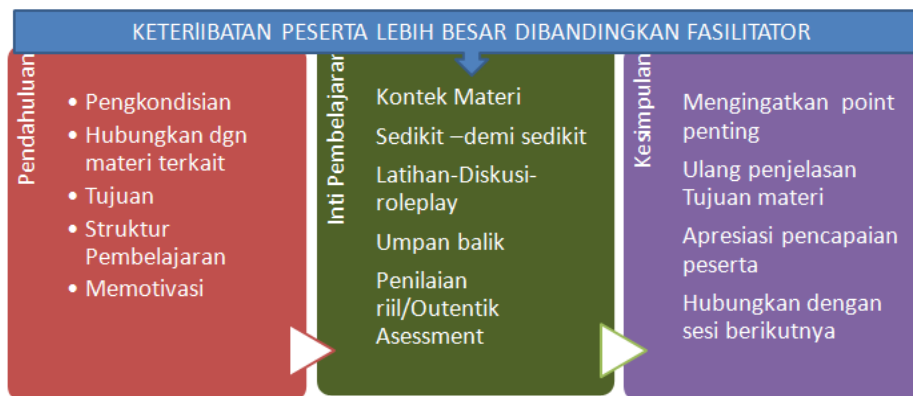 KETERlIBATAN PESERTA LEBIH BESAR DIBANDINGKAN FASILITATOR
Pendahuluan
• Pengkondisian
• Hubungkan dgn
materi terkait
• Tujuan
• Struktur
Pembelajaran
• Memotivasi
Inti Pembelajaran
Kontek Materi
Sedikit –demi sedikit
Latihan-Diskusi-
roleplay
Umpan balik
Penilaian
riil/Outentik
Asessment
Kesimpulan
Mengingatkan point
penting
Ulang penjelasan
Tujuan materi
Apresiasi pencapaian
peserta
Hubungkan dengan
sesi berikutnya